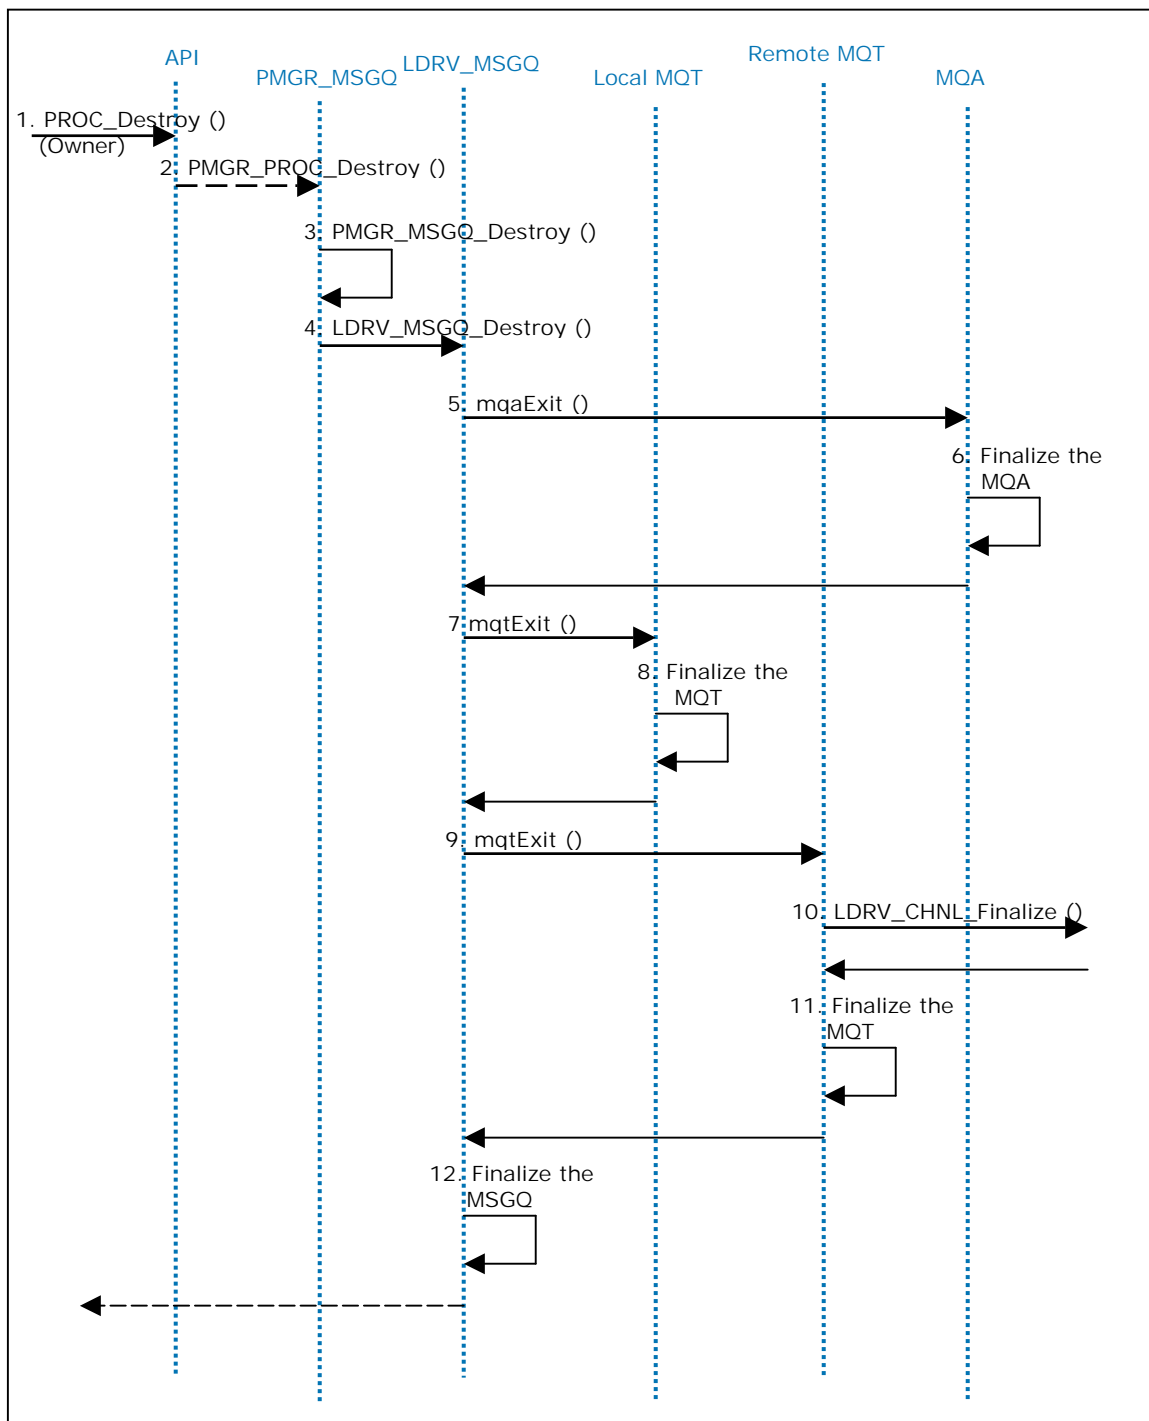 API
PMGR_MSGQ
LDRV_MSGQ
Local MQT
Remote MQT
MQA
1. PROC_Destroy ()
(Owner)
2. PMGR_PROC_Destroy ()
3. PMGR_MSGQ_Destroy ()
4. LDRV_MSGQ_Destroy ()
5. mqaExit ()
6. Finalize the
MQA
7 mqtExit ()
8. Finalize the
MQT
9. mqtExit ()
10. LDRV_CHNL_Finalize ()
11. Finalize the
MQT
12. Finalize the
MSGQ